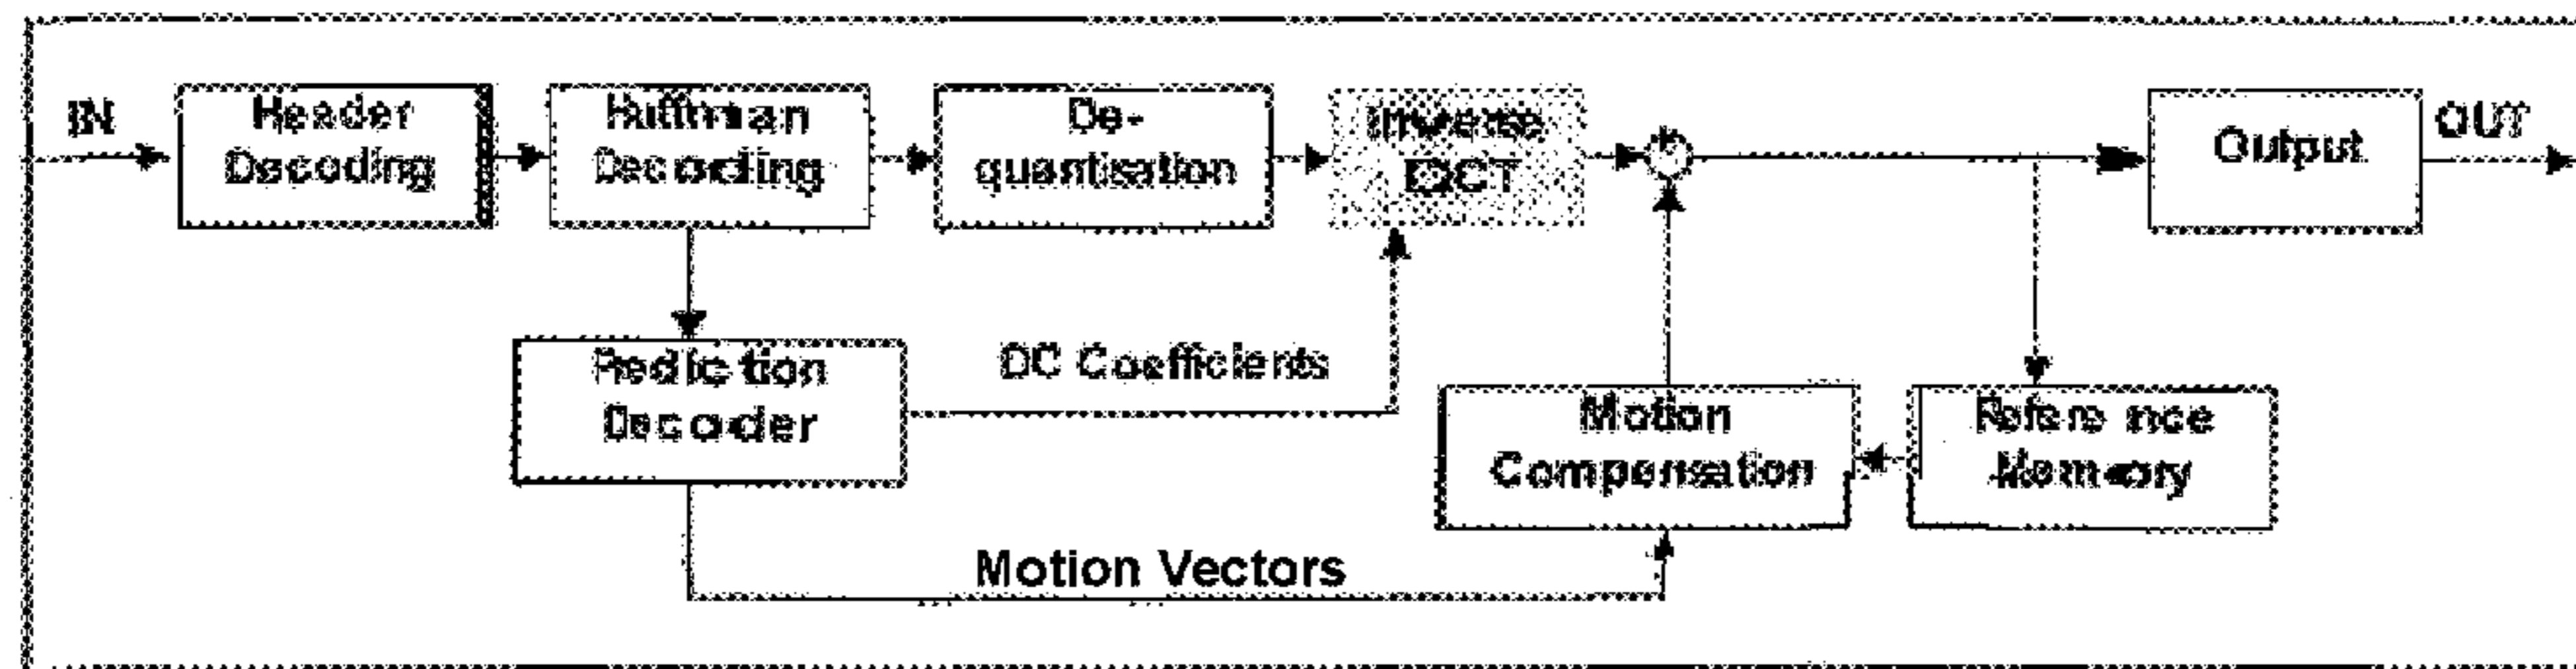 IN
Header
Decoding
Huffman
Decoding
De-
quantisation
Inverse
IDCT
+
Output
OUT
Prediction
Decoder
DC Coefficients
Motion
Compensation
Reference
Memory
Motion Vectors